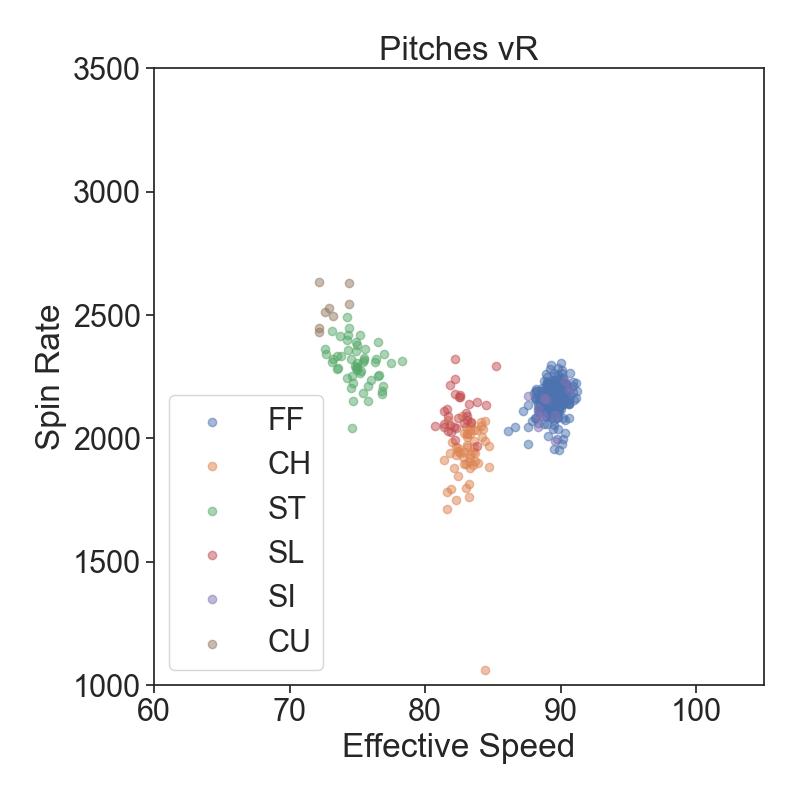 Pitches vR
3500
3000
2500
2000
1500
1000
Spin Rate
FF
CH
ST
SL
SI
CU
60 70 80 90 100
Effective Speed